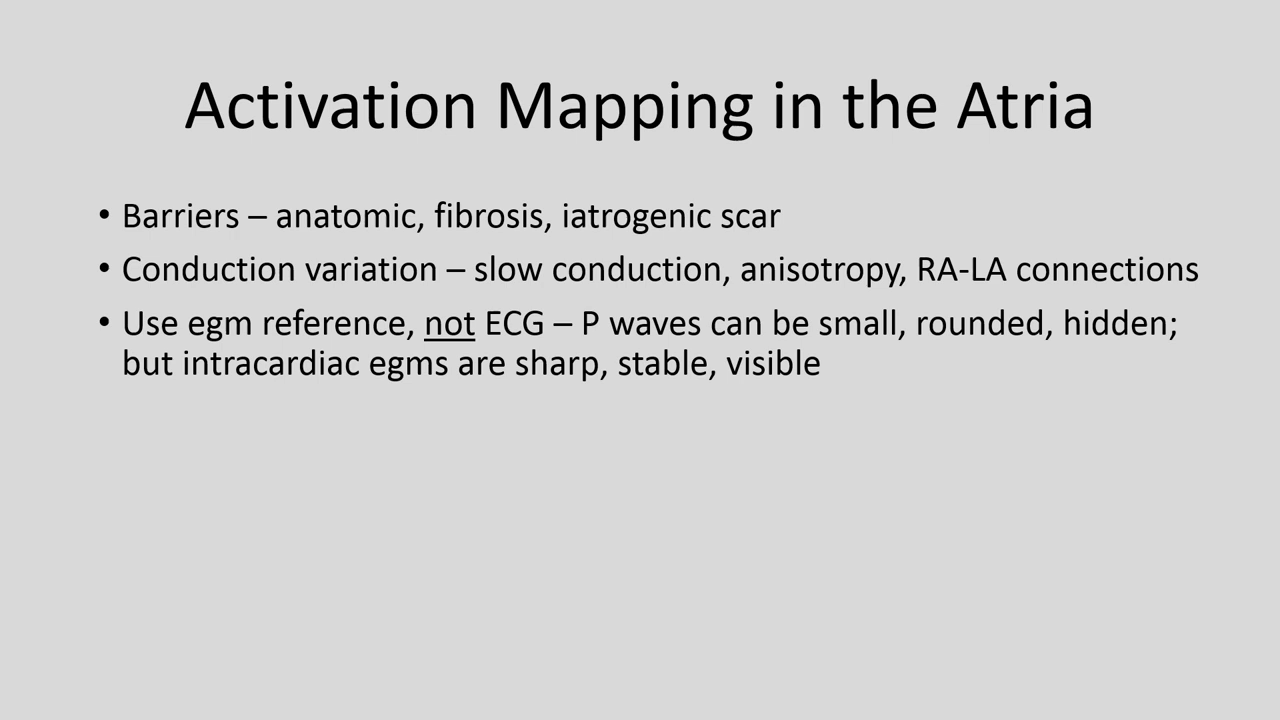 Activation Mapping in the Atria
• Barriers – anatomic, fibrosis, iatrogenic scar
• Conduction variation – slow conduction, anisotropy, RA-LA connections
• Use egm reference, not ECG – P waves can be small, rounded, hidden;
but intracardiac egms are sharp, stable, visible